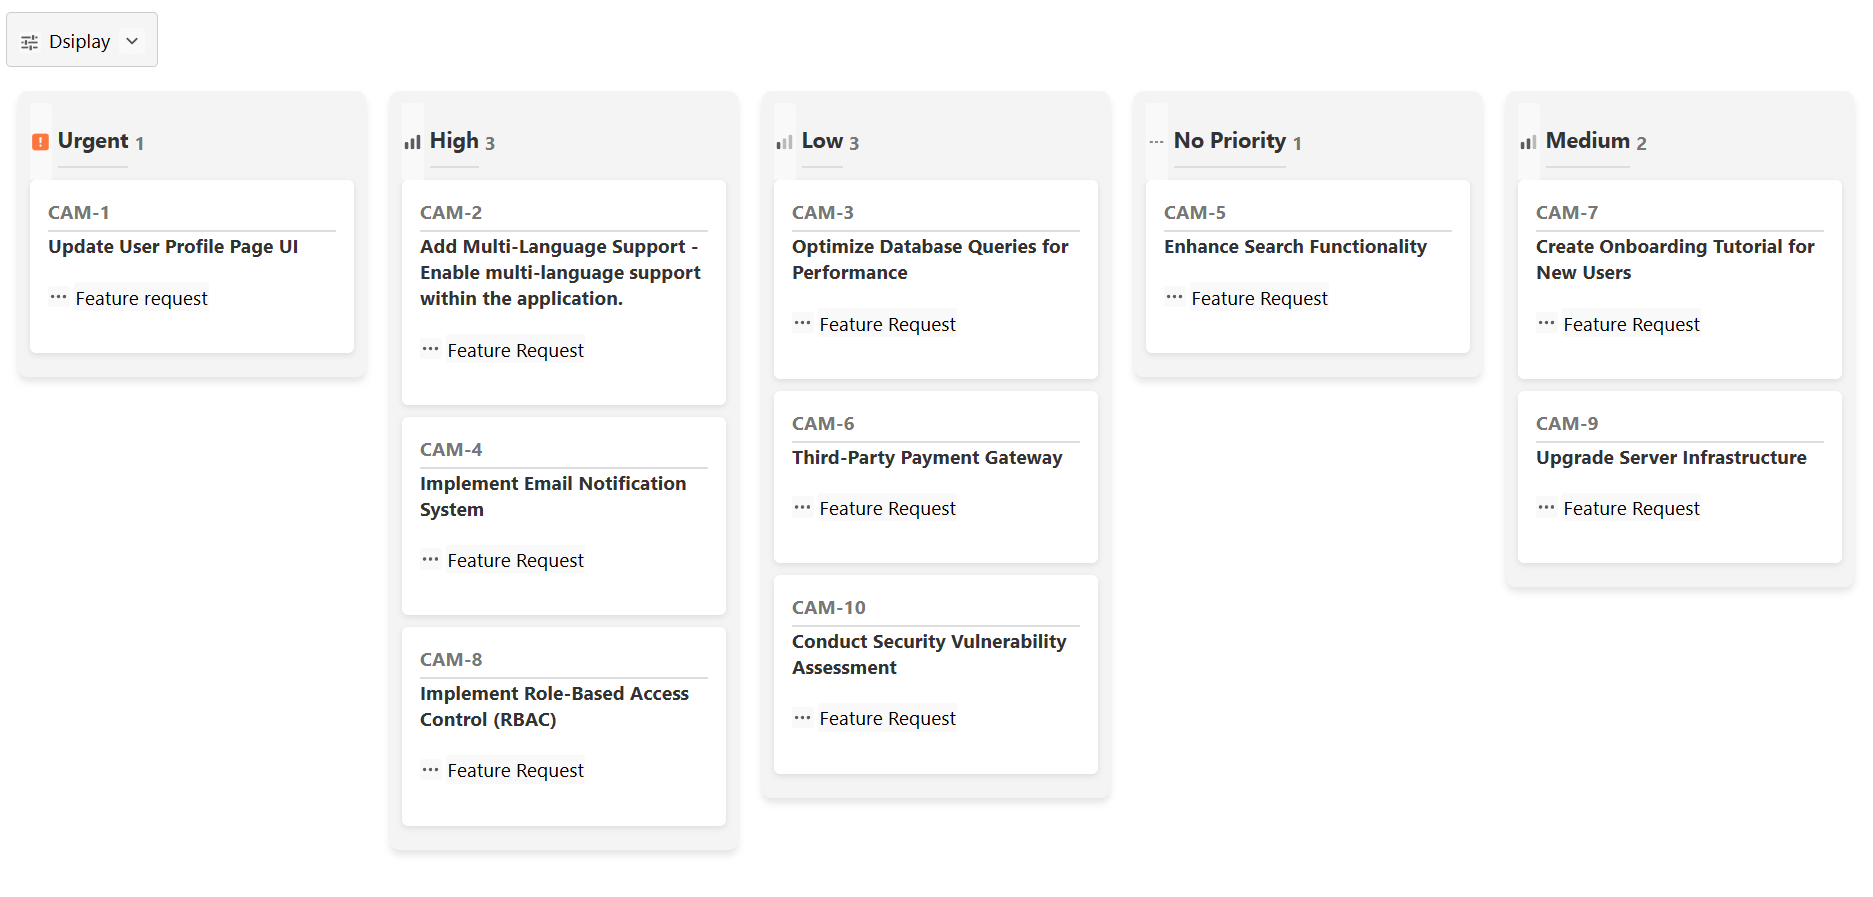 Dsiplay
Urgent 1
CAM-1
Update User Profile Page UI
Feature request
High 3
CAM-2
Add Multi-Language Support -
Enable multi-language support
within the application.
Feature Request
CAM-4
Implement Email Notification
System
Feature Request
CAM-8
Implement Role-Based Access
Control (RBAC)
Feature Request
Low 3
CAM-3
Optimize Database Queries for
Performance
Feature Request
CAM-6
Third-Party Payment Gateway
Feature Request
CAM-10
Conduct Security Vulnerability
Assessment
Feature Request
No Priority 1
CAM-5
Enhance Search Functionality
Feature Request
Medium 2
CAM-7
Create Onboarding Tutorial for
New Users
Feature Request
CAM-9
Upgrade Server Infrastructure
Feature Request